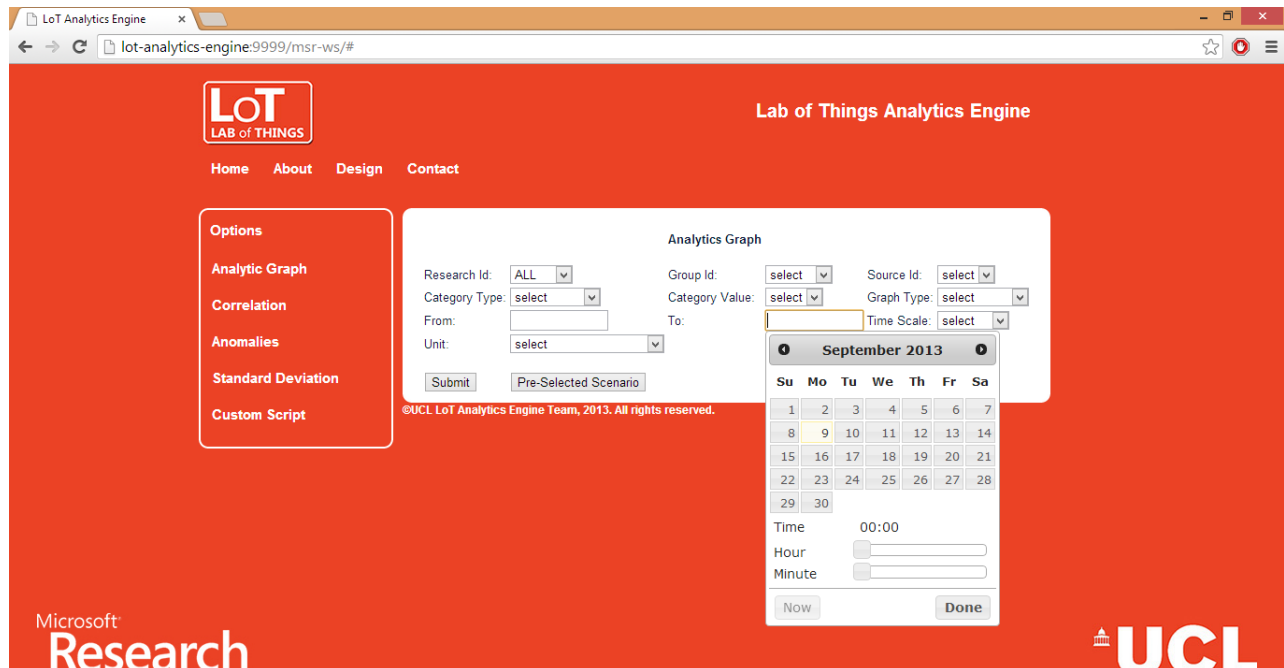 LoT Analytics Engine
lot-analytics-engine:9999/msr-ws/#
LoT
LAB of THINGS
Lab of Things Analytics Engine
Home About Design Contact
Options
Analytic Graph
Correlation
Anomalies
Standard Deviation
Custom Script
Analytics Graph
Research Id: ALL Group Id: select Source Id: select
Category Type: select Category Value: select Graph Type: select
From: To: Time Scale: select
Unit: select
Submit Pre-Selected Scenario
©UCL LoT Analytics Engine Team, 2013. All rights reserved.
September 2013
Su Mo Tu We Th Fr Sa
1 2 3 4 5 6 7
8 9 10 11 12 13 14
15 16 17 18 19 20 21
22 23 24 25 26 27 28
29 30
Time 00:00
Hour
Minute
Now Done
Microsoft
Research
UCL